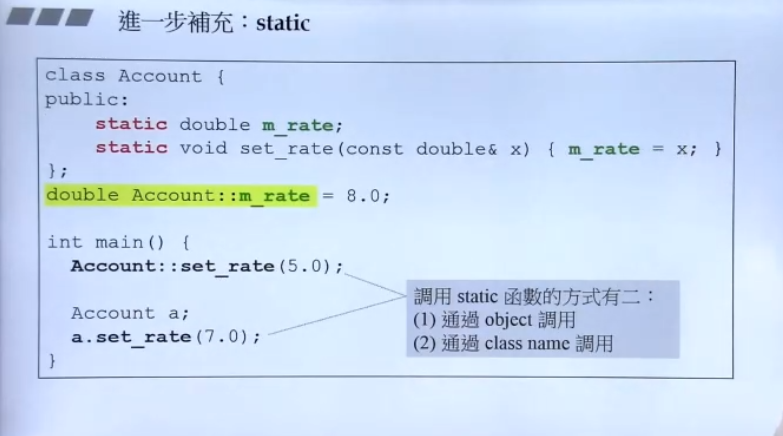 進一步補充：static
class Account {
public:
    static double m_rate;
    static void set_rate(const double& x) { m_rate = x; }
};
double Account::m_rate = 8.0;
int main() {
  Account::set_rate(5.0);
  Account a;
  a.set_rate(7.0);
}
調用 static 函數的方式有二：
(1) 通過 object 調用
(2) 通過 class name 調用